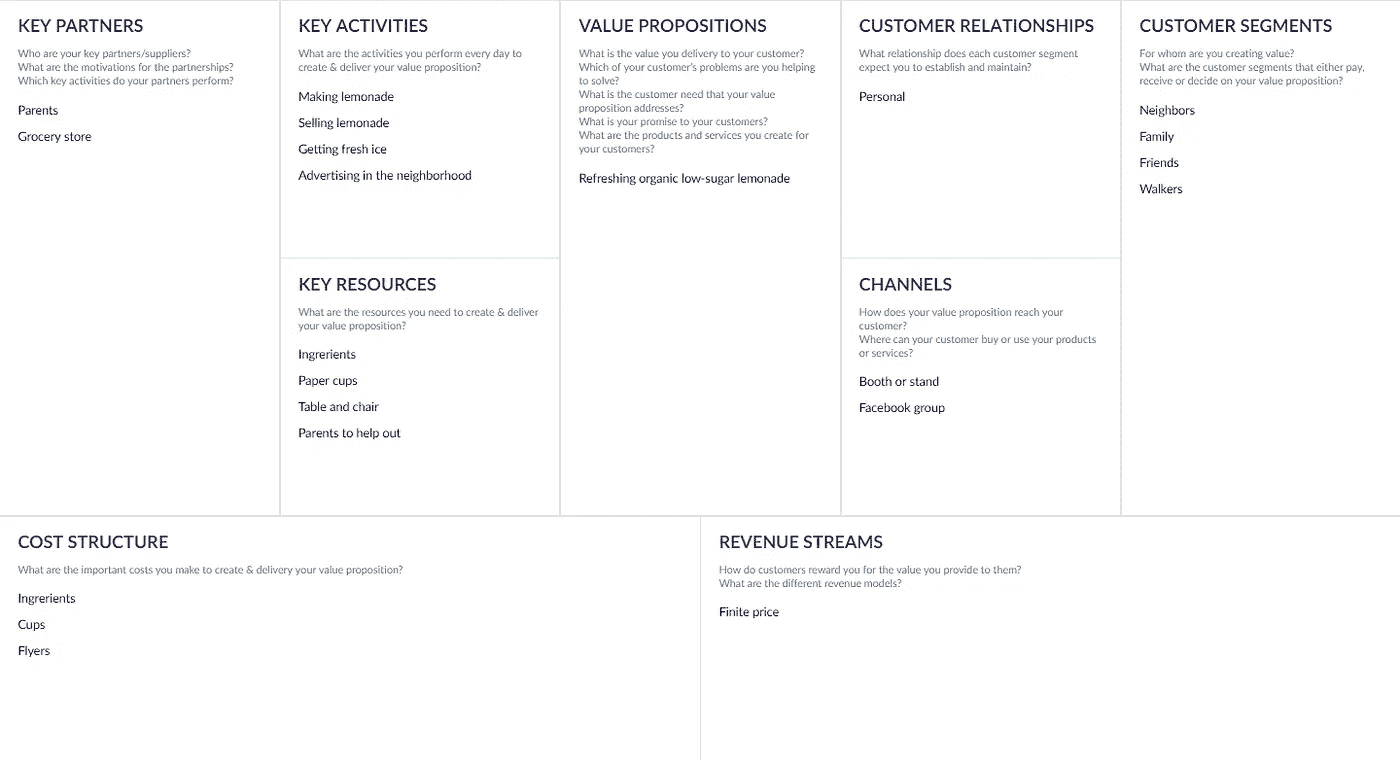 KEY PARTNERS
Who are your key partners/suppliers?
What are the motivations for the partnerships?
Which key activities do your partners perform?
Parents
Grocery store
KEY ACTIVITIES
What are the activities you perform every day to
create & deliver your value proposition?
Making lemonade
Selling lemonade
Getting fresh ice
Advertising in the neighborhood
KEY RESOURCES
What are the resources you need to create & deliver
your value proposition?
Ingrerients
Paper cups
Table and chair
Parents to help out
VALUE PROPOSITIONS
What is the value you delivery to your customer?
Which of your customer's problems are you helping
to solve?
What is the customer need that your value
proposition addresses?
What is your promise to your customers?
What are the products and services you create for
your customers?
Refreshing organic low-sugar lemonade
CUSTOMER RELATIONSHIPS
What relationship does each customer segment
expect you to establish and maintain?
Personal
CHANNELS
How does your value proposition reach your
customer?
Where can your customer buy or use your products
or services?
Booth or stand
Facebook group
CUSTOMER SEGMENTS
For whom are you creating value?
What are the customer segments that either pay,
receive or decide on your value proposition?
Neighbors
Family
Friends
Walkers
COST STRUCTURE
What are the important costs you make to create & delivery your value proposition?
Ingrerients
Cups
Flyers
REVENUE STREAMS
How do customers reward you for the value you provide to them?
What are the different revenue models?
Finite price